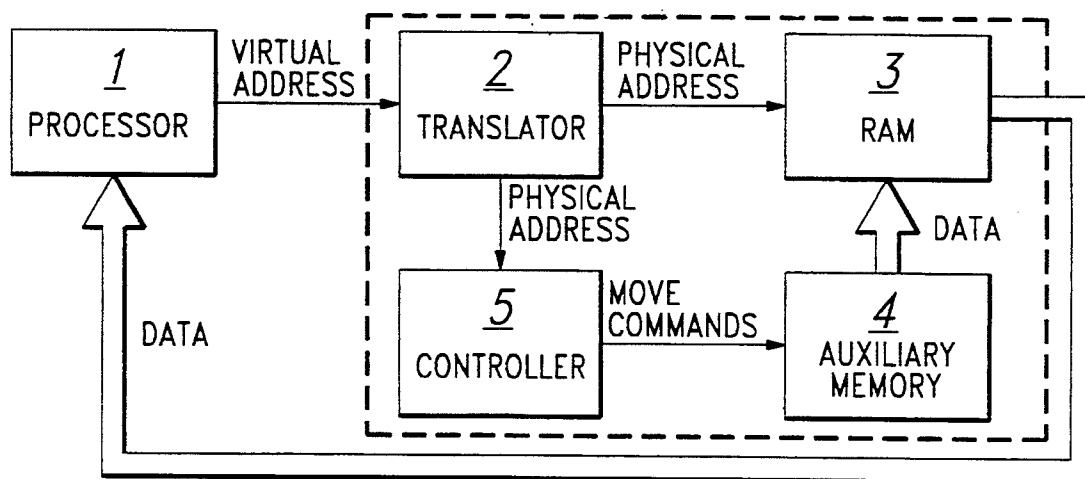 1
PROCESSOR
VIRTUAL
ADDRESS
2
TRANSLATOR
PHYSICAL
ADDRESS
3
RAM
PHYSICAL
ADDRESS
DATA
5
CONTROLLER
MOVE
COMMANDS
4
AUXILIARY
MEMORY
DATA